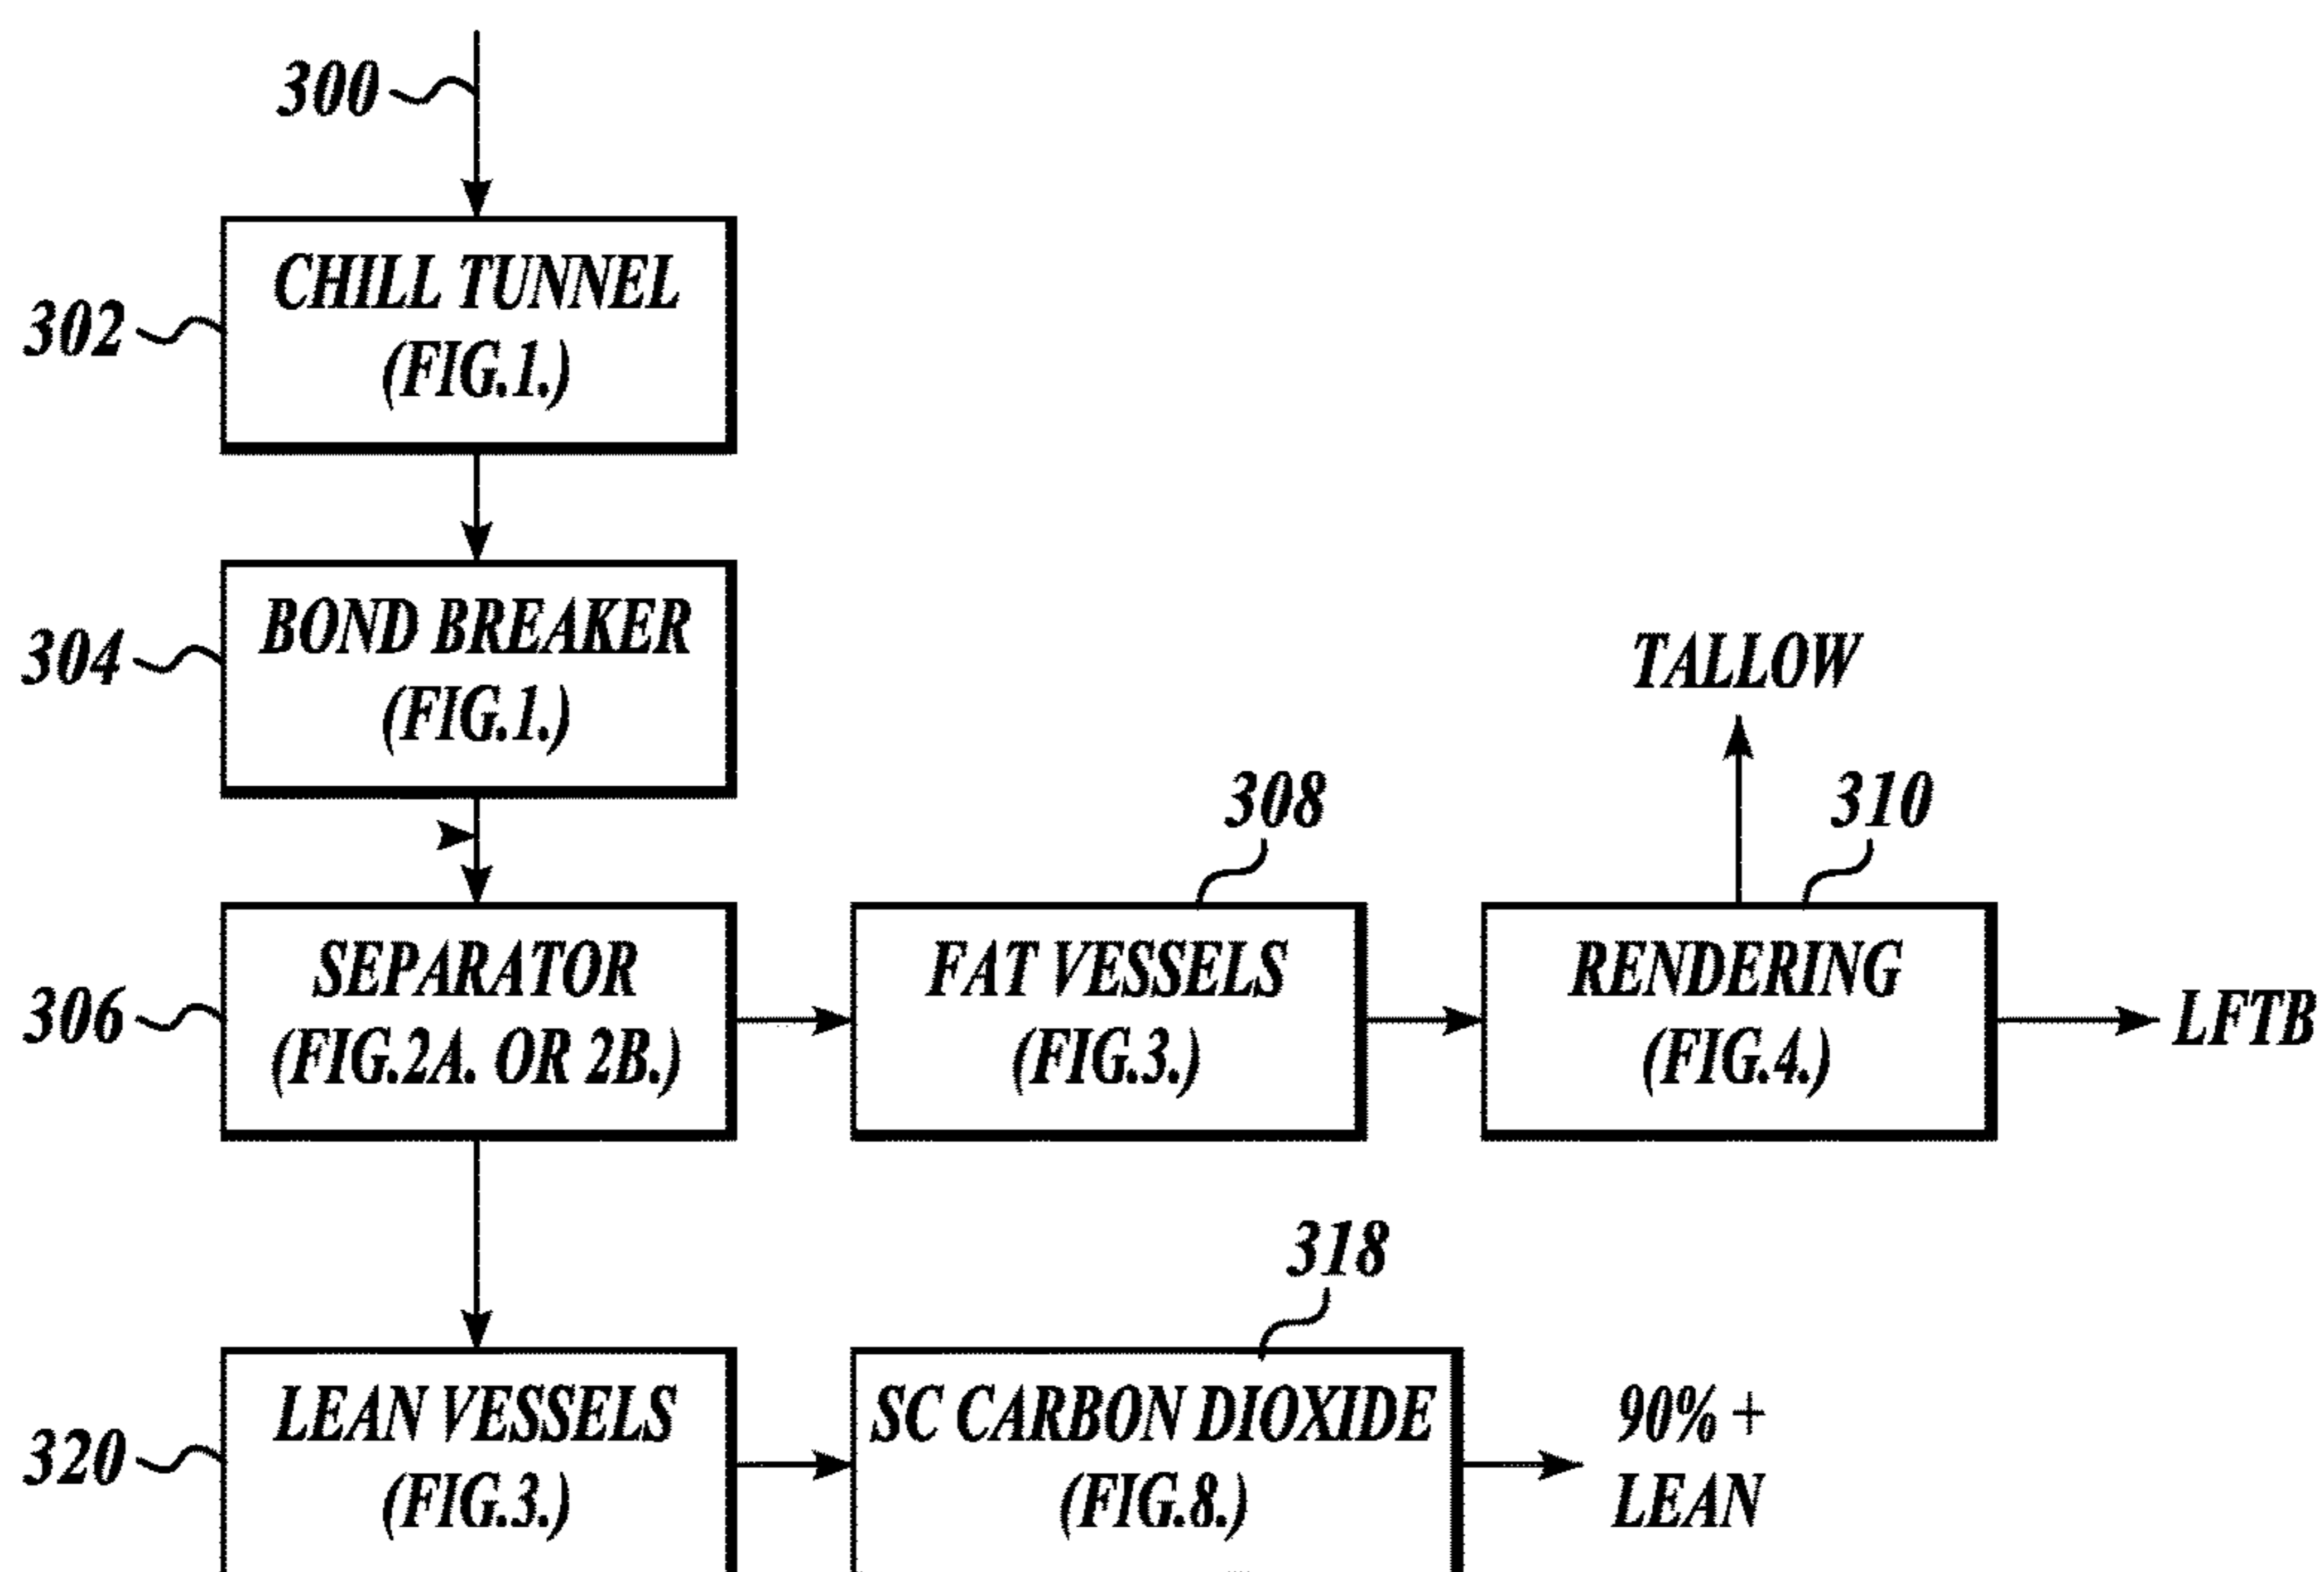 300
302
CHILL TUNNEL
(FIG.1.)
304
BOND BREAKER
(FIG.1.)
TALLOW
308
310
306
SEPARATOR
(FIG.2A. OR 2B.)
FAT VESSELS
(FIG.3.)
RENDERING
(FIG.4.)
LFTB
318
320
LEAN VESSELS
(FIG.3.)
SC CARBON DIOXIDE
(FIG.8.)
90% +
LEAN